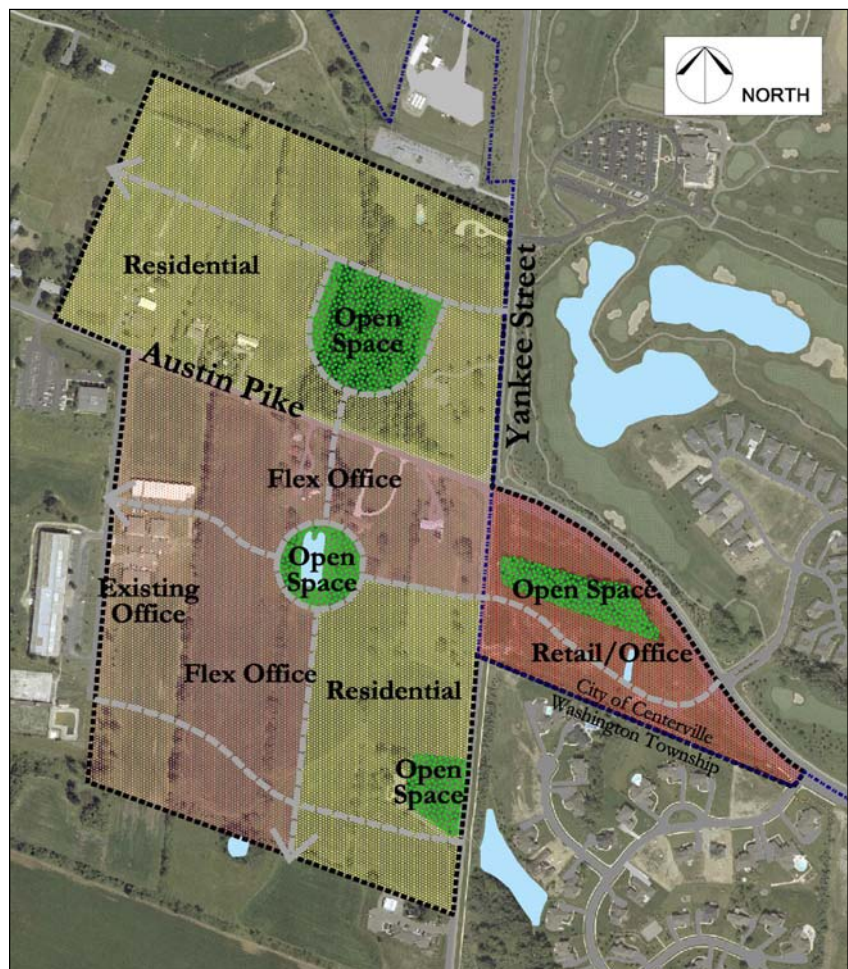 NORTH
Residential
Open
Space
Yankee Street
Austin Pike
Flex Office
Open
Space
Existing
Office
Open Space
Retail/Office
Flex Office
Residential
City of Centerville
Washington Township
Open
Space